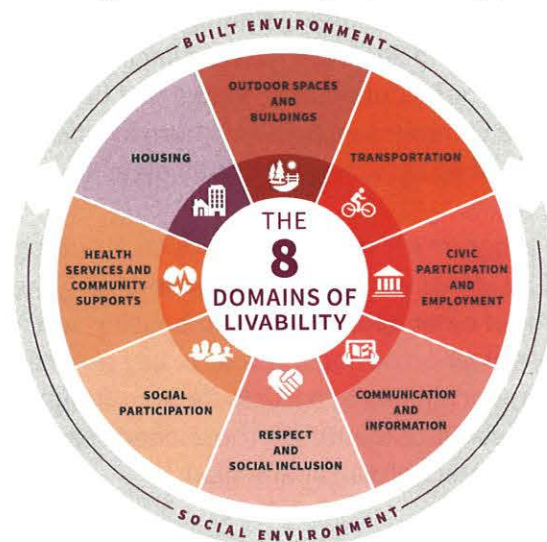 BUILT ENVIRONMENT
OUTDOOR SPACES
AND
BUILDINGS
HOUSING
TRANSPORTATION
THE
8
DOMAINS OF
LIVABILITY
HEALTH
SERVICES AND
COMMUNITY
SUPPORTS
CIVIC
PARTICIPATION
AND
EMPLOYMENT
SOCIAL
PARTICIPATION
COMMUNICATION
AND
INFORMATION
RESPECT
AND
SOCIAL INCLUSION
SOCIAL ENVIRONMENT